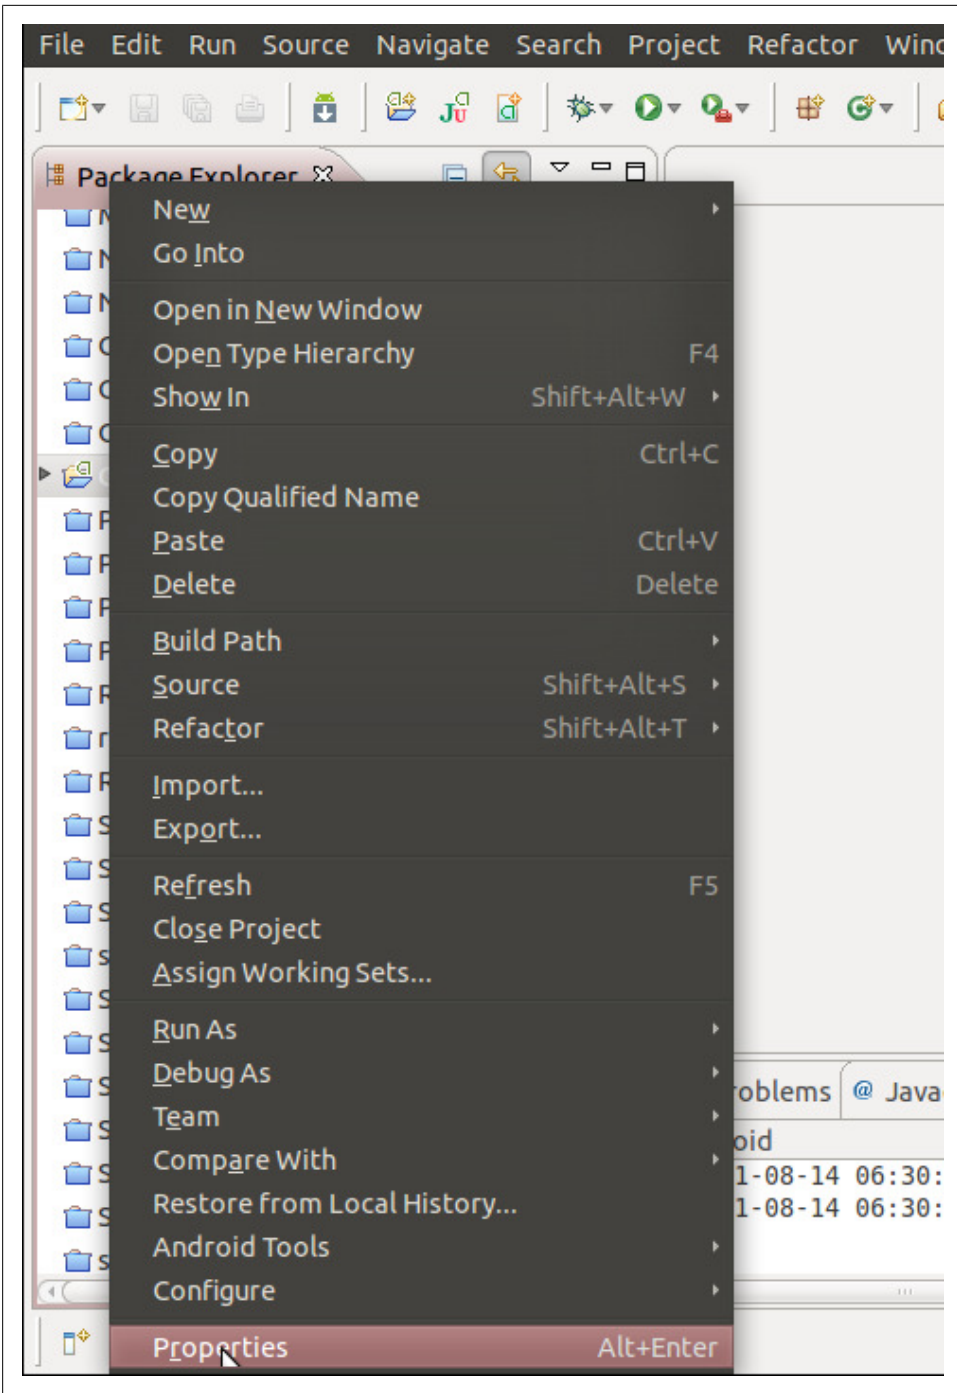 File Edit Run Source Navigate Search Project Refactor
Package Explorer
New
Go Into
Open in New Window
Open Type Hierarchy F4
Show In Shift+Alt+W
Copy Ctrl+C
Copy Qualified Name
Paste Ctrl+V
Delete Delete
Build Path
Source Shift+Alt+S
Refactor Shift+Alt+T
Import...
Export...
Refresh F5
Close Project
Assign Working Sets...
Run As
Debug As
Team
oblems @ Java
Compare With
oid
1-08-14 06:30:
Restore from Local History...
1-08-14 06:30:
Android Tools
Configure
Properties Alt+Enter